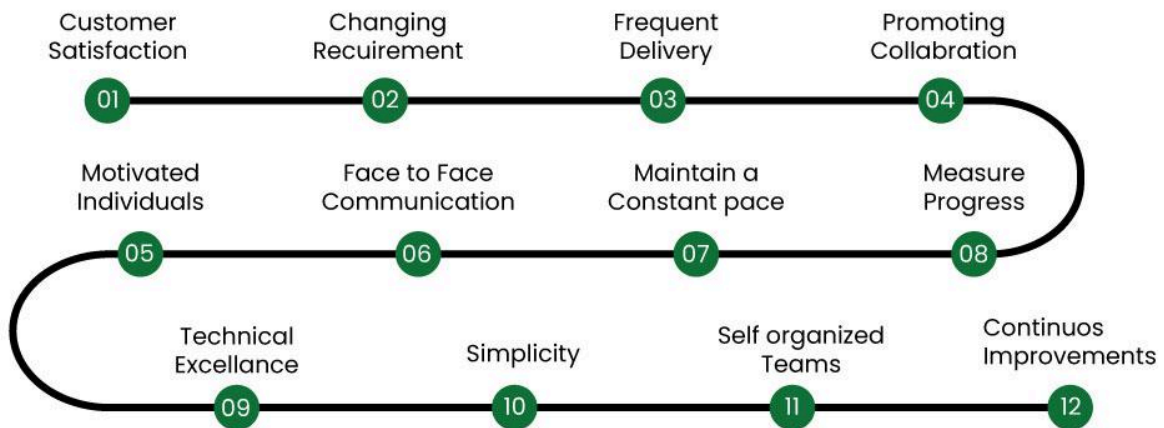 Customer
Satisfaction
01
Changing
Recuirement
02
Frequent
Delivery
03
Promoting
Collabration
04
Motivated
Individuals
05
Face to Face
Communication
06
Maintain a
Constant pace
07
Measure
Progress
08
Technical
Excellance
09
Simplicity
10
Self organized
Teams
11
Continuos
Improvements
12